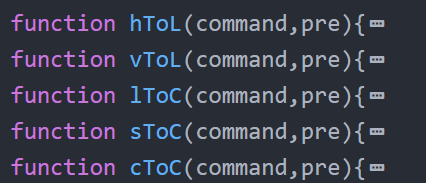 function hToL(command,pre){…
function vToL(command,pre){…
function lToC(command,pre){…
function sToC(command,pre){…
function cToC(command,pre){…